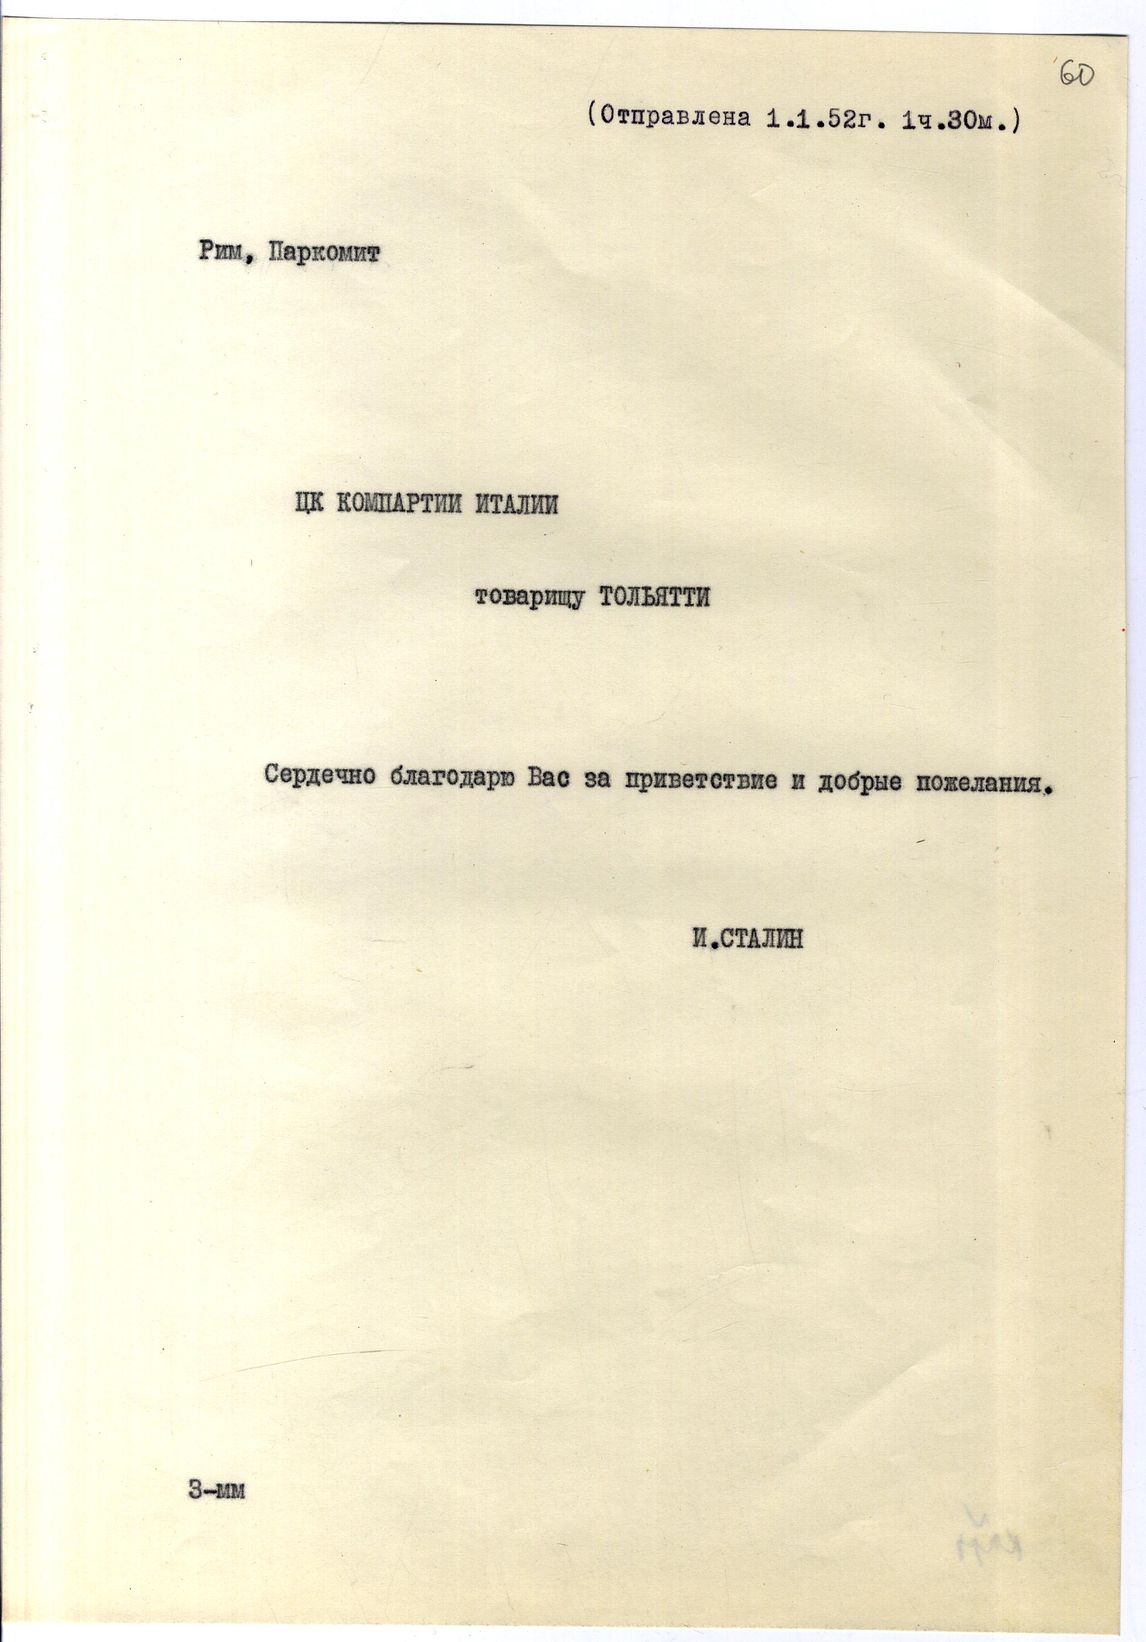 60
(Отправлена 1.1.52г. 1ч.30м.)
Рим, Паркомит
ЦК КОМПАРТИИ ИТАЛИИ
товарищу ТОЛЬЯТТИ
Сердечно благодарю Вас за приветствие и добрые пожелания.
И.СТАЛИН
3-мм